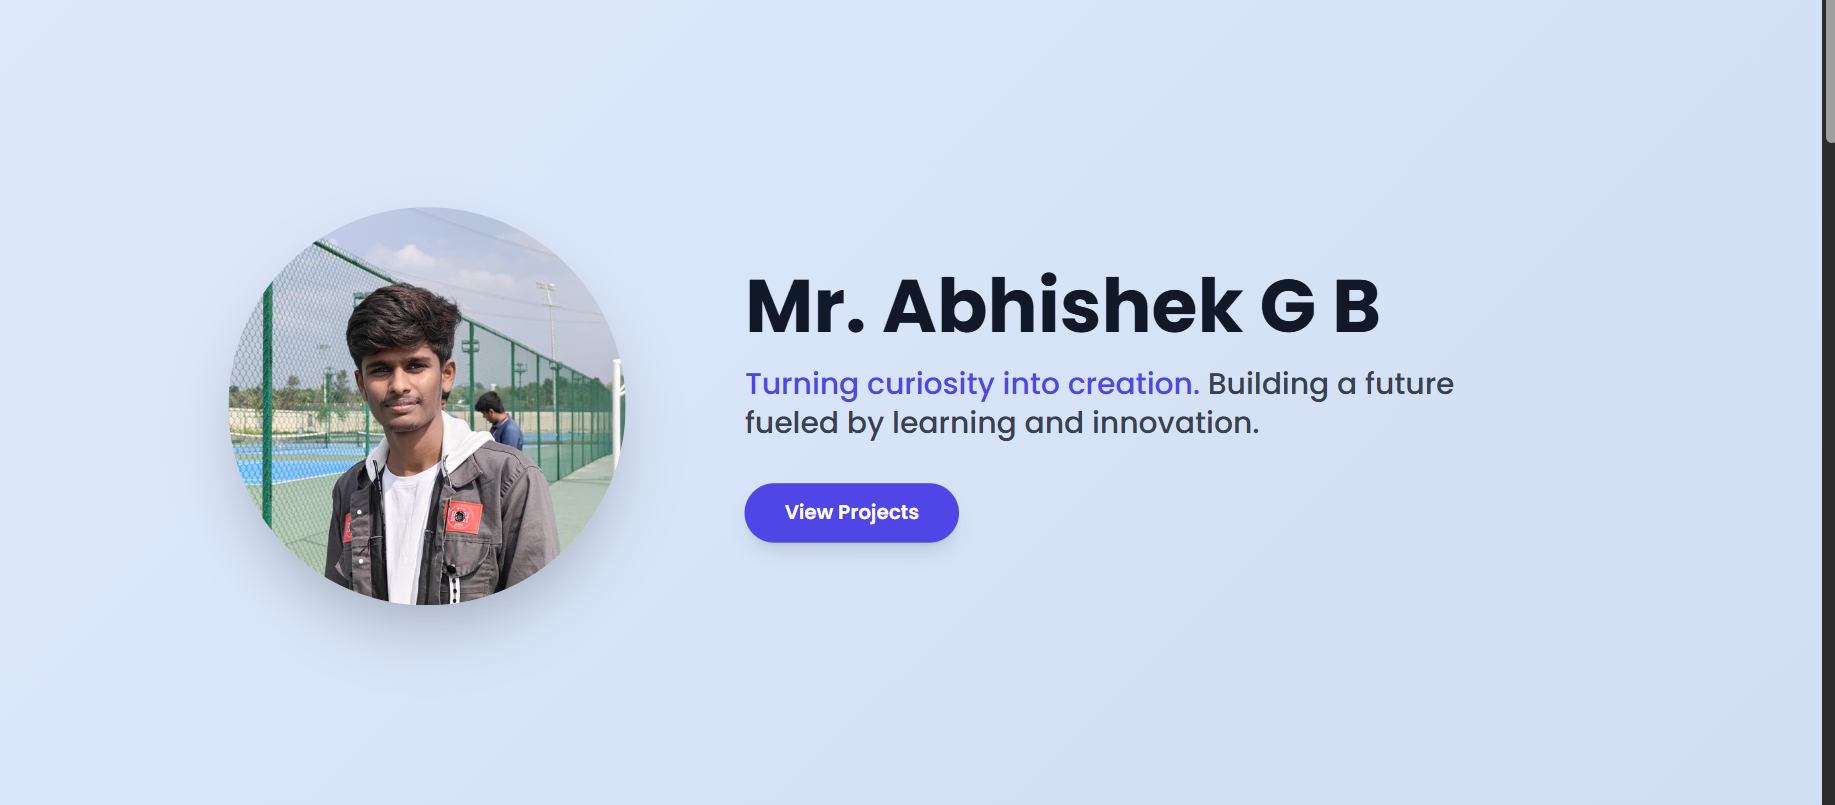 Mr. Abhishek G B
Turning curiosity into creation. Building a future
fueled by learning and innovation.
View Projects